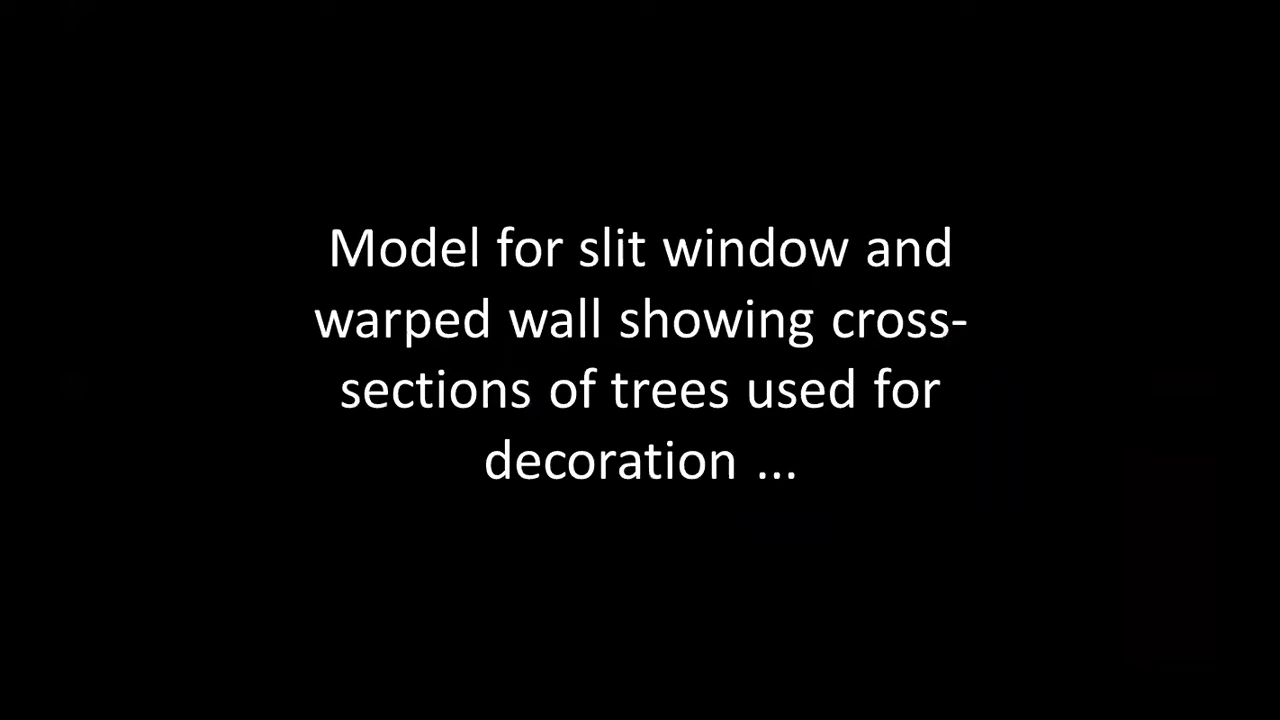 Model for slit window and
warped wall showing cross-
sections of trees used for
decoration ...